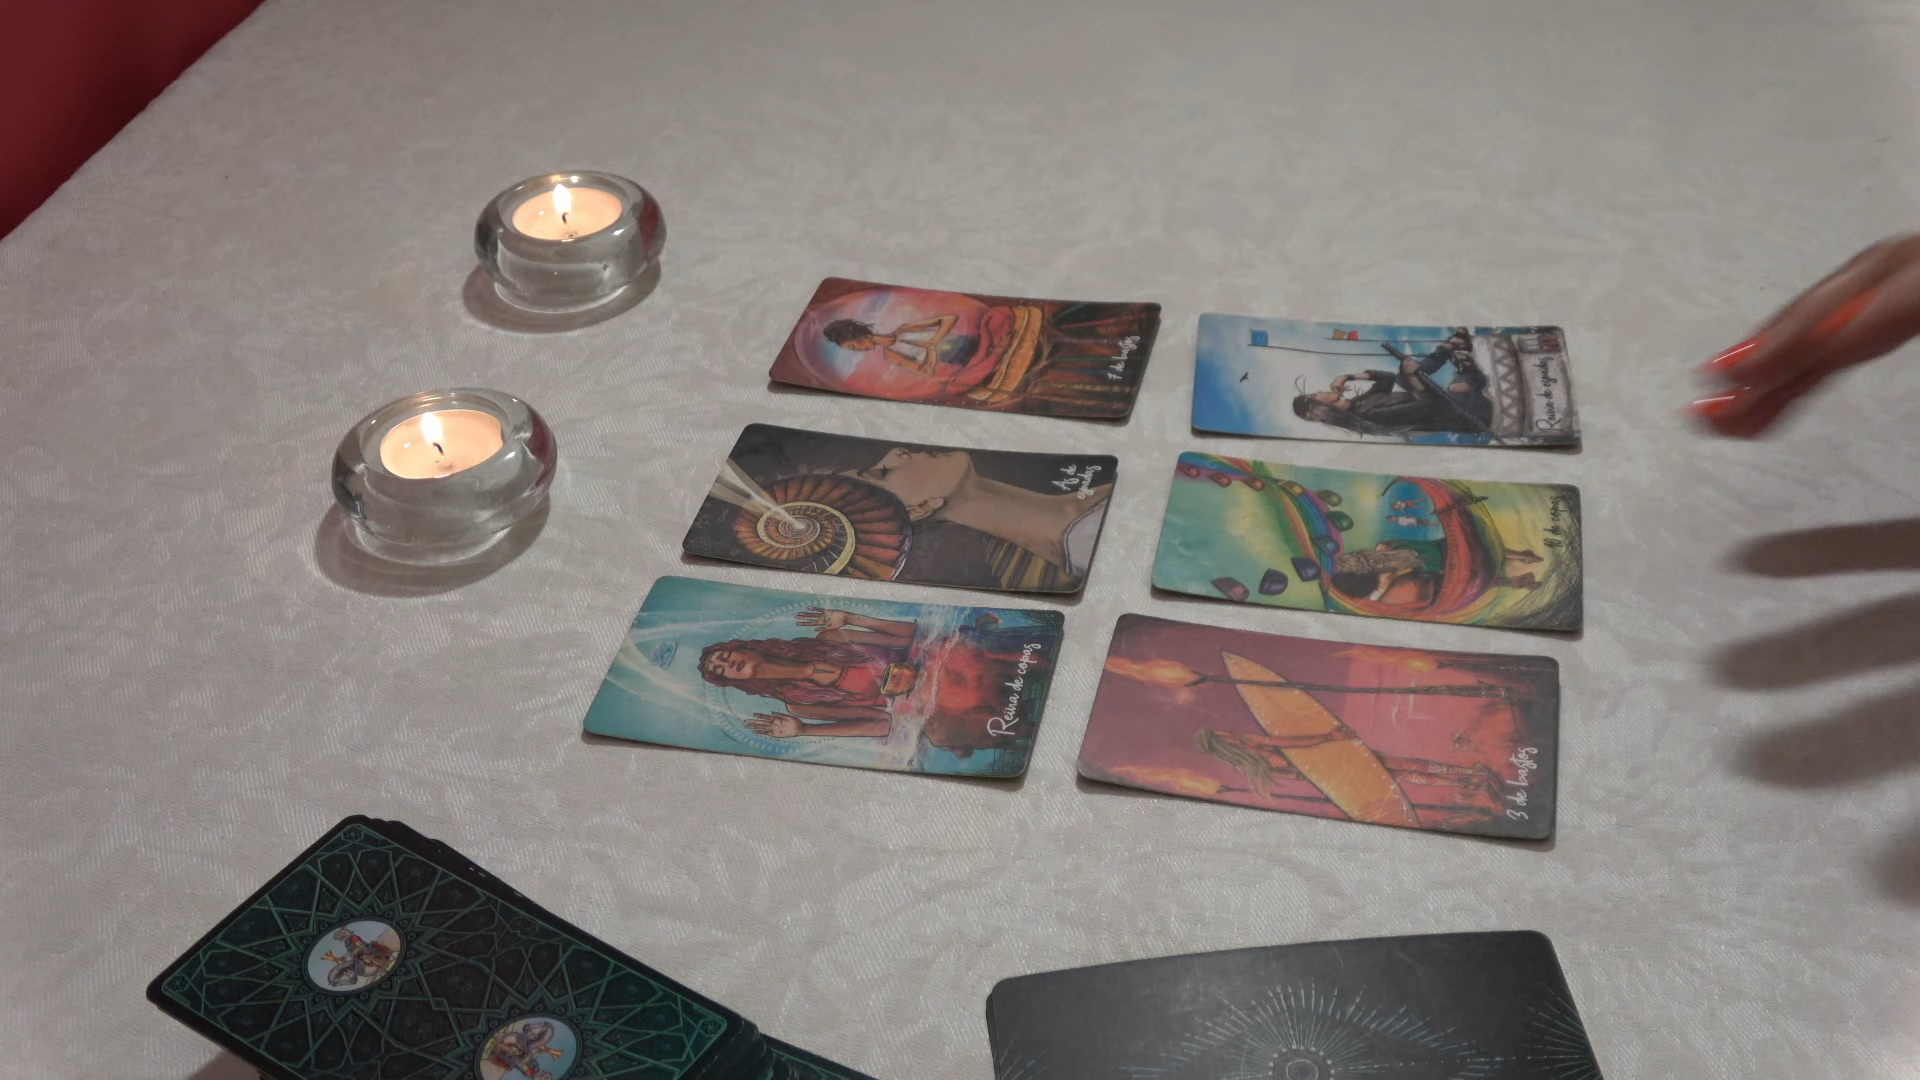 7 de bastos
Reina de espadas
As de
espadas
10 de copas
Reina de copas
3 de bastos